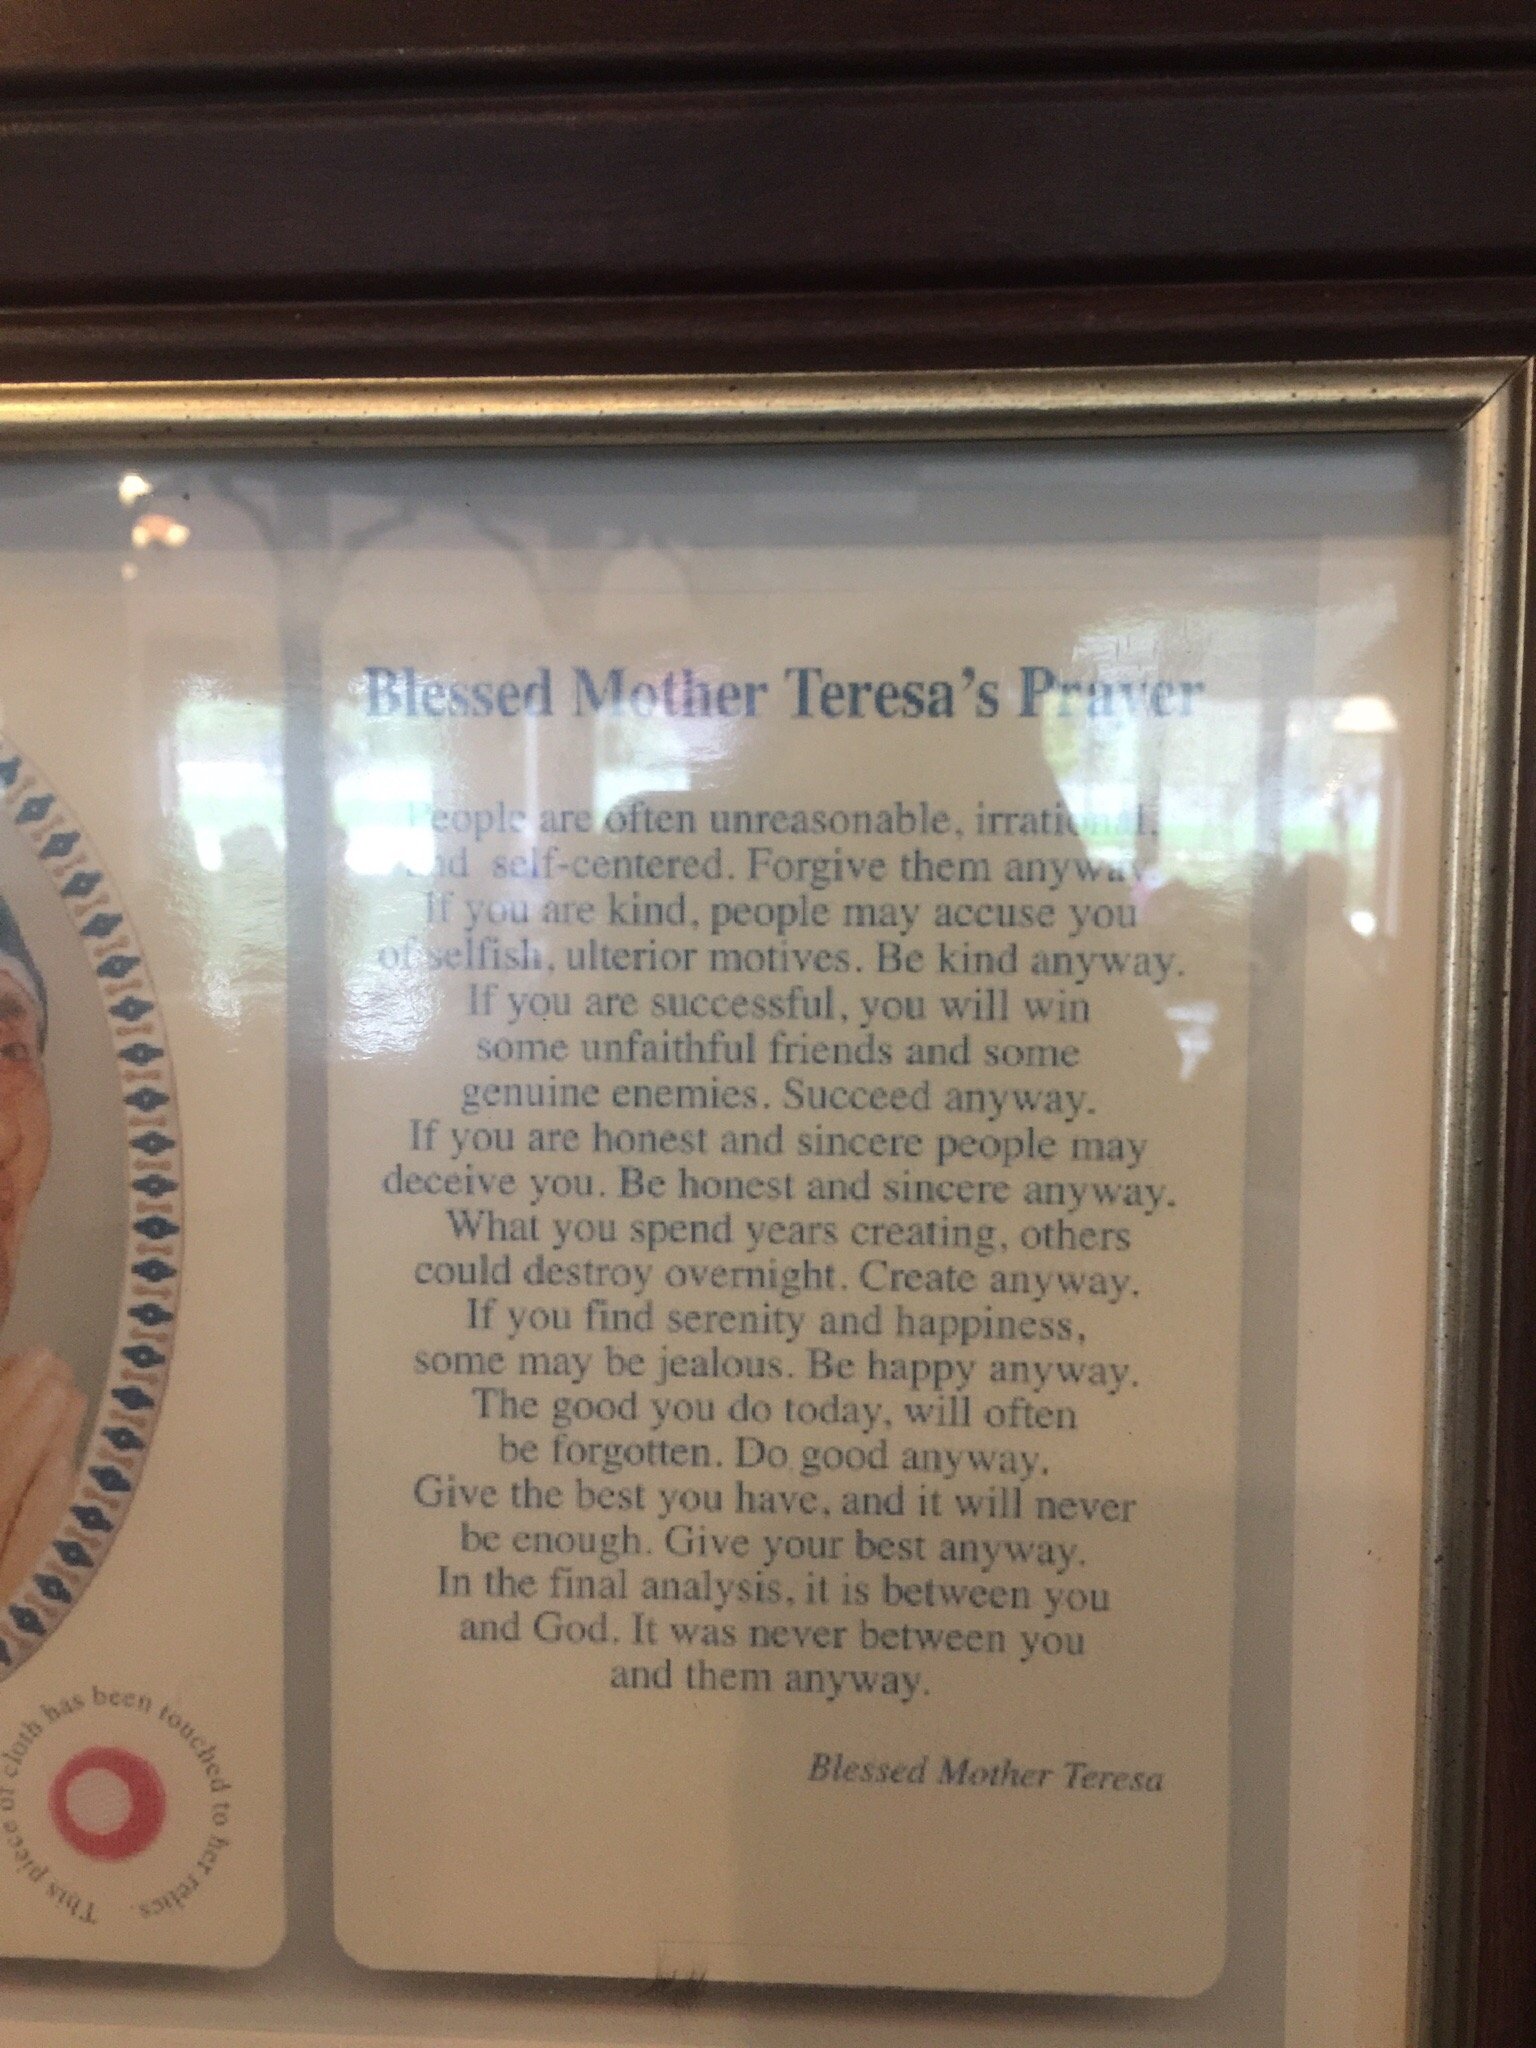 Blessed Mother Teresa's Prayer
People are often unreasonable, irrational,
and self-centered. Forgive them anyway.
If you are kind, people may accuse you
of selfish, ulterior motives. Be kind anyway.
If you are successful, you will win
some unfaithful friends and some
genuine enemies. Succeed anyway.
If you are honest and sincere people may
deceive you. Be honest and sincere anyway.
What you spend years creating, others
could destroy overnight. Create anyway.
If you find serenity and happiness,
some may be jealous. Be happy anyway.
The good you do today, will often
be forgotten. Do good anyway.
Give the best you have, and it will never
be enough. Give your best anyway.
In the final analysis, it is between you
and God. It was never between you
and them anyway.
Blessed Mother Teresa
This piece of cloth has been touched to her relics.